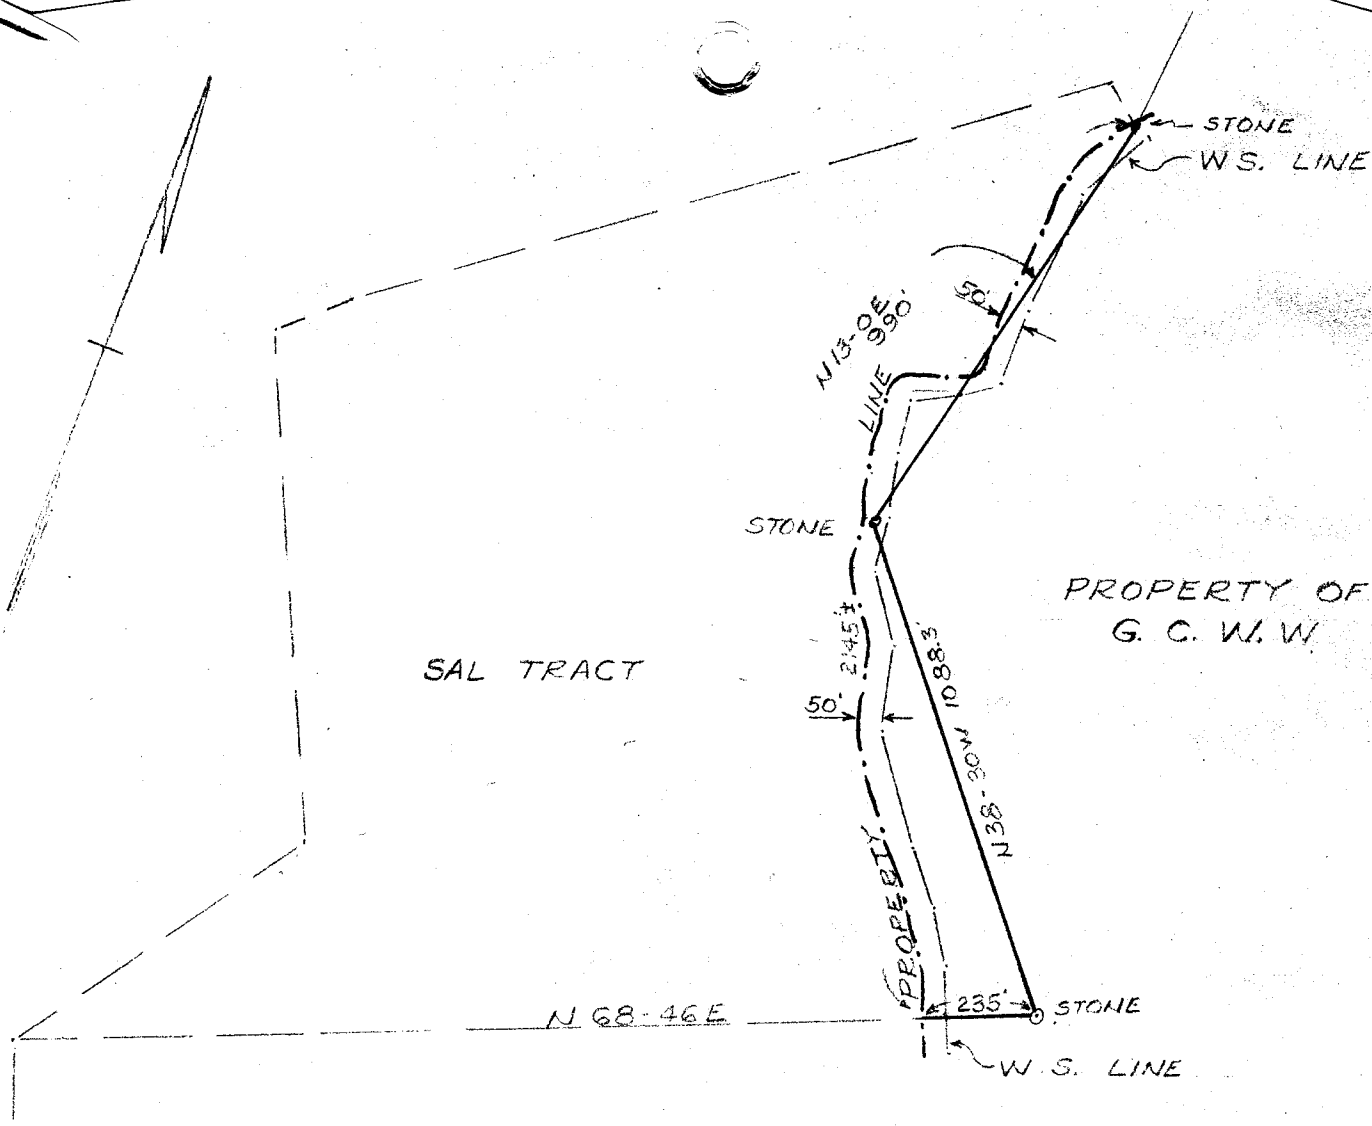 STONE
W.S. LINE
N13-0E
990'
50'
LINE
STONE
PROPERTY OF
G. C. W. W.
2145'±
SAL TRACT
50'
N38-30W 1088.3'
PROPERTY
235'
STONE
N 68-46E
W.S. LINE